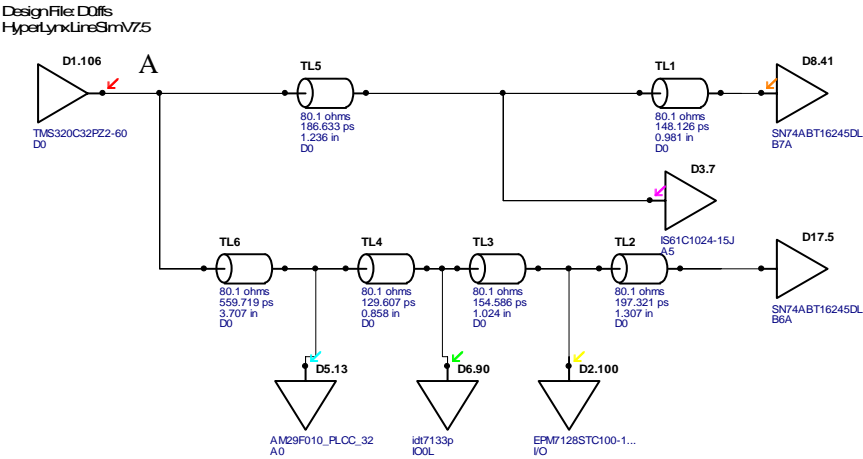 Design File: D0.ffs
HyperLynx LineSim V7.5
D1.106
A
TL5
TL1
D8.41
80.1 ohms
186.633 ps
1.236 in
D0
80.1 ohms
148.126 ps
0.981 in
D0
TMS320C32PZ2-60
D0
SN74ABT16245DL
B7A
D3.7
IS61C1024-15J
A5
TL6
TL4
TL3
TL2
D17.5
80.1 ohms
559.719 ps
3.707 in
D0
80.1 ohms
129.607 ps
0.858 in
D0
80.1 ohms
154.586 ps
1.024 in
D0
80.1 ohms
197.321 ps
1.307 in
D0
SN74ABT16245DL
B6A
D5.13
D6.90
D2.100
AM29F010_PLCC_32
A0
idt7133p
IO0L
EPM7128STC100-1...
I/O